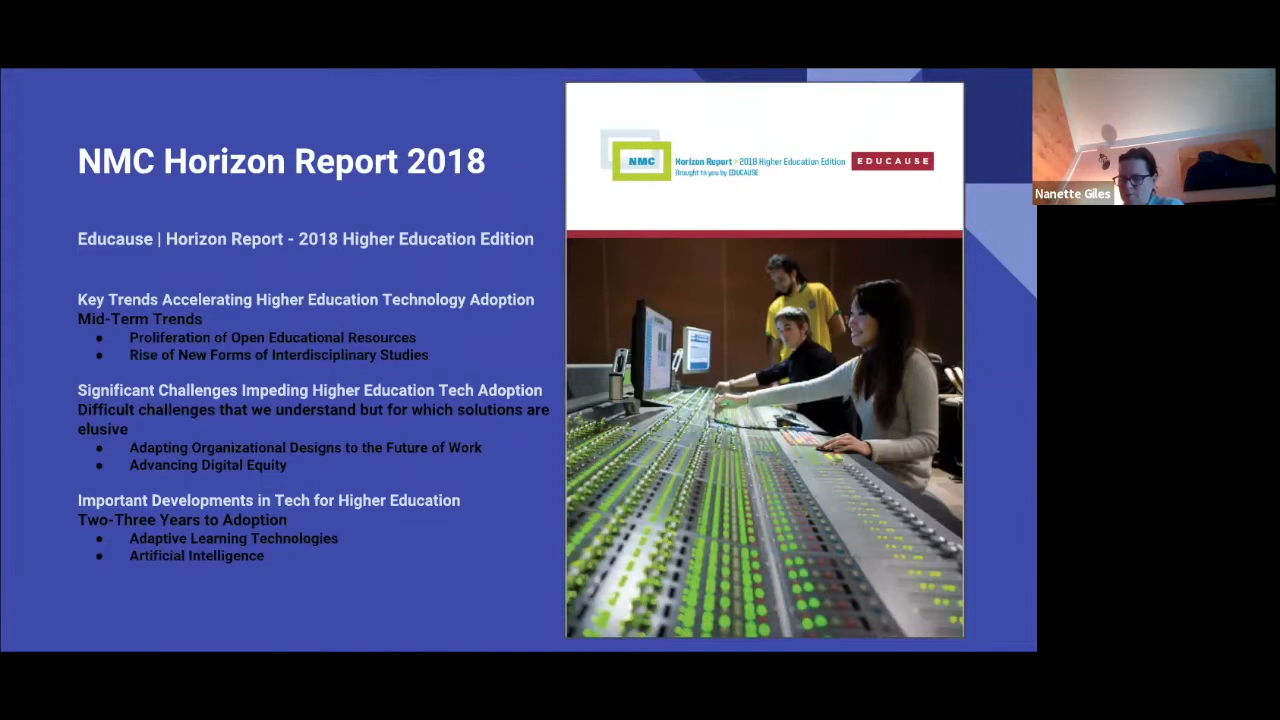 NMC Horizon Report 2018
Educause | Horizon Report - 2018 Higher Education Edition
Key Trends Accelerating Higher Education Technology Adoption
Mid-Term Trends
● Proliferation of Open Educational Resources
● Rise of New Forms of Interdisciplinary Studies
Significant Challenges Impeding Higher Education Tech Adoption
Difficult challenges that we understand but for which solutions are
elusive
● Adapting Organizational Designs to the Future of Work
● Advancing Digital Equity
Important Developments in Tech for Higher Education
Two-Three Years to Adoption
● Adaptive Learning Technologies
● Artificial Intelligence
NMC
Horizon Report > 2018 Higher Education Edition
Brought to you by EDUCAUSE
EDUCAUSE
Nanette Giles